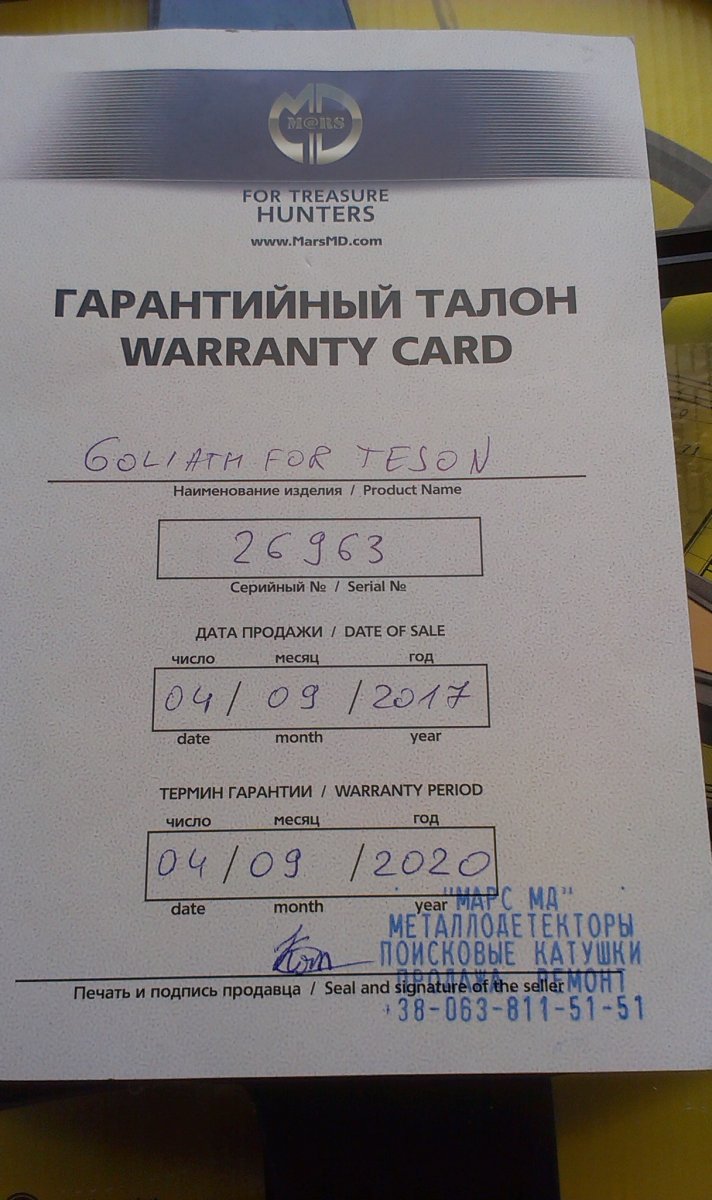 MD
M@RS
FOR TREASURE
HUNTERS
www.MarsMD.com
ГАРАНТИЙНЫЙ ТАЛОН
WARRANTY CARD
GOLIATH FOR TESON
Наименование изделия / Product Name
26963
Серийный № / Serial №
ДАТА ПРОДАЖИ / DATE OF SALE
число месяц год
04 / 09 / 2017
date month year
ТЕРМИН ГАРАНТИИ / WARRANTY PERIOD
число месяц год
04 / 09 / 2020
date month year
"МАРС МД"
МЕТАЛЛОДЕТЕКТОРЫ
ПОИСКОВЫЕ КАТУШКИ
ПРОДАЖА РЕМОНТ
Печать и подпись продавца / Seal and signature of the seller
+38-063-811-51-51